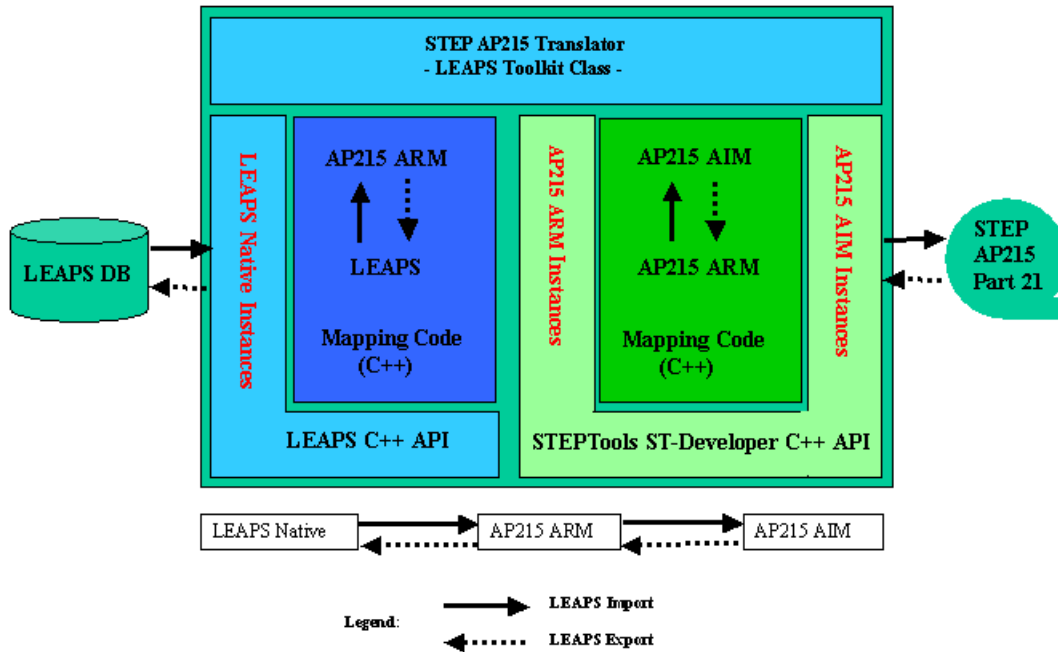 STEP AP215 Translator
- LEAPS Toolkit Class -
LEAPS DB
LEAPS Native Instances
AP215 ARM
LEAPS
Mapping Code
(C++)
LEAPS C++ API
AP215 ARM Instances
AP215 AIM
AP215 ARM
Mapping Code
(C++)
AP215 AIM Instances
STEPTools ST-Developer C++ API
STEP
AP215
Part 21
LEAPS Native
AP215 ARM
AP215 AIM
Legend:
LEAPS Import
LEAPS Export